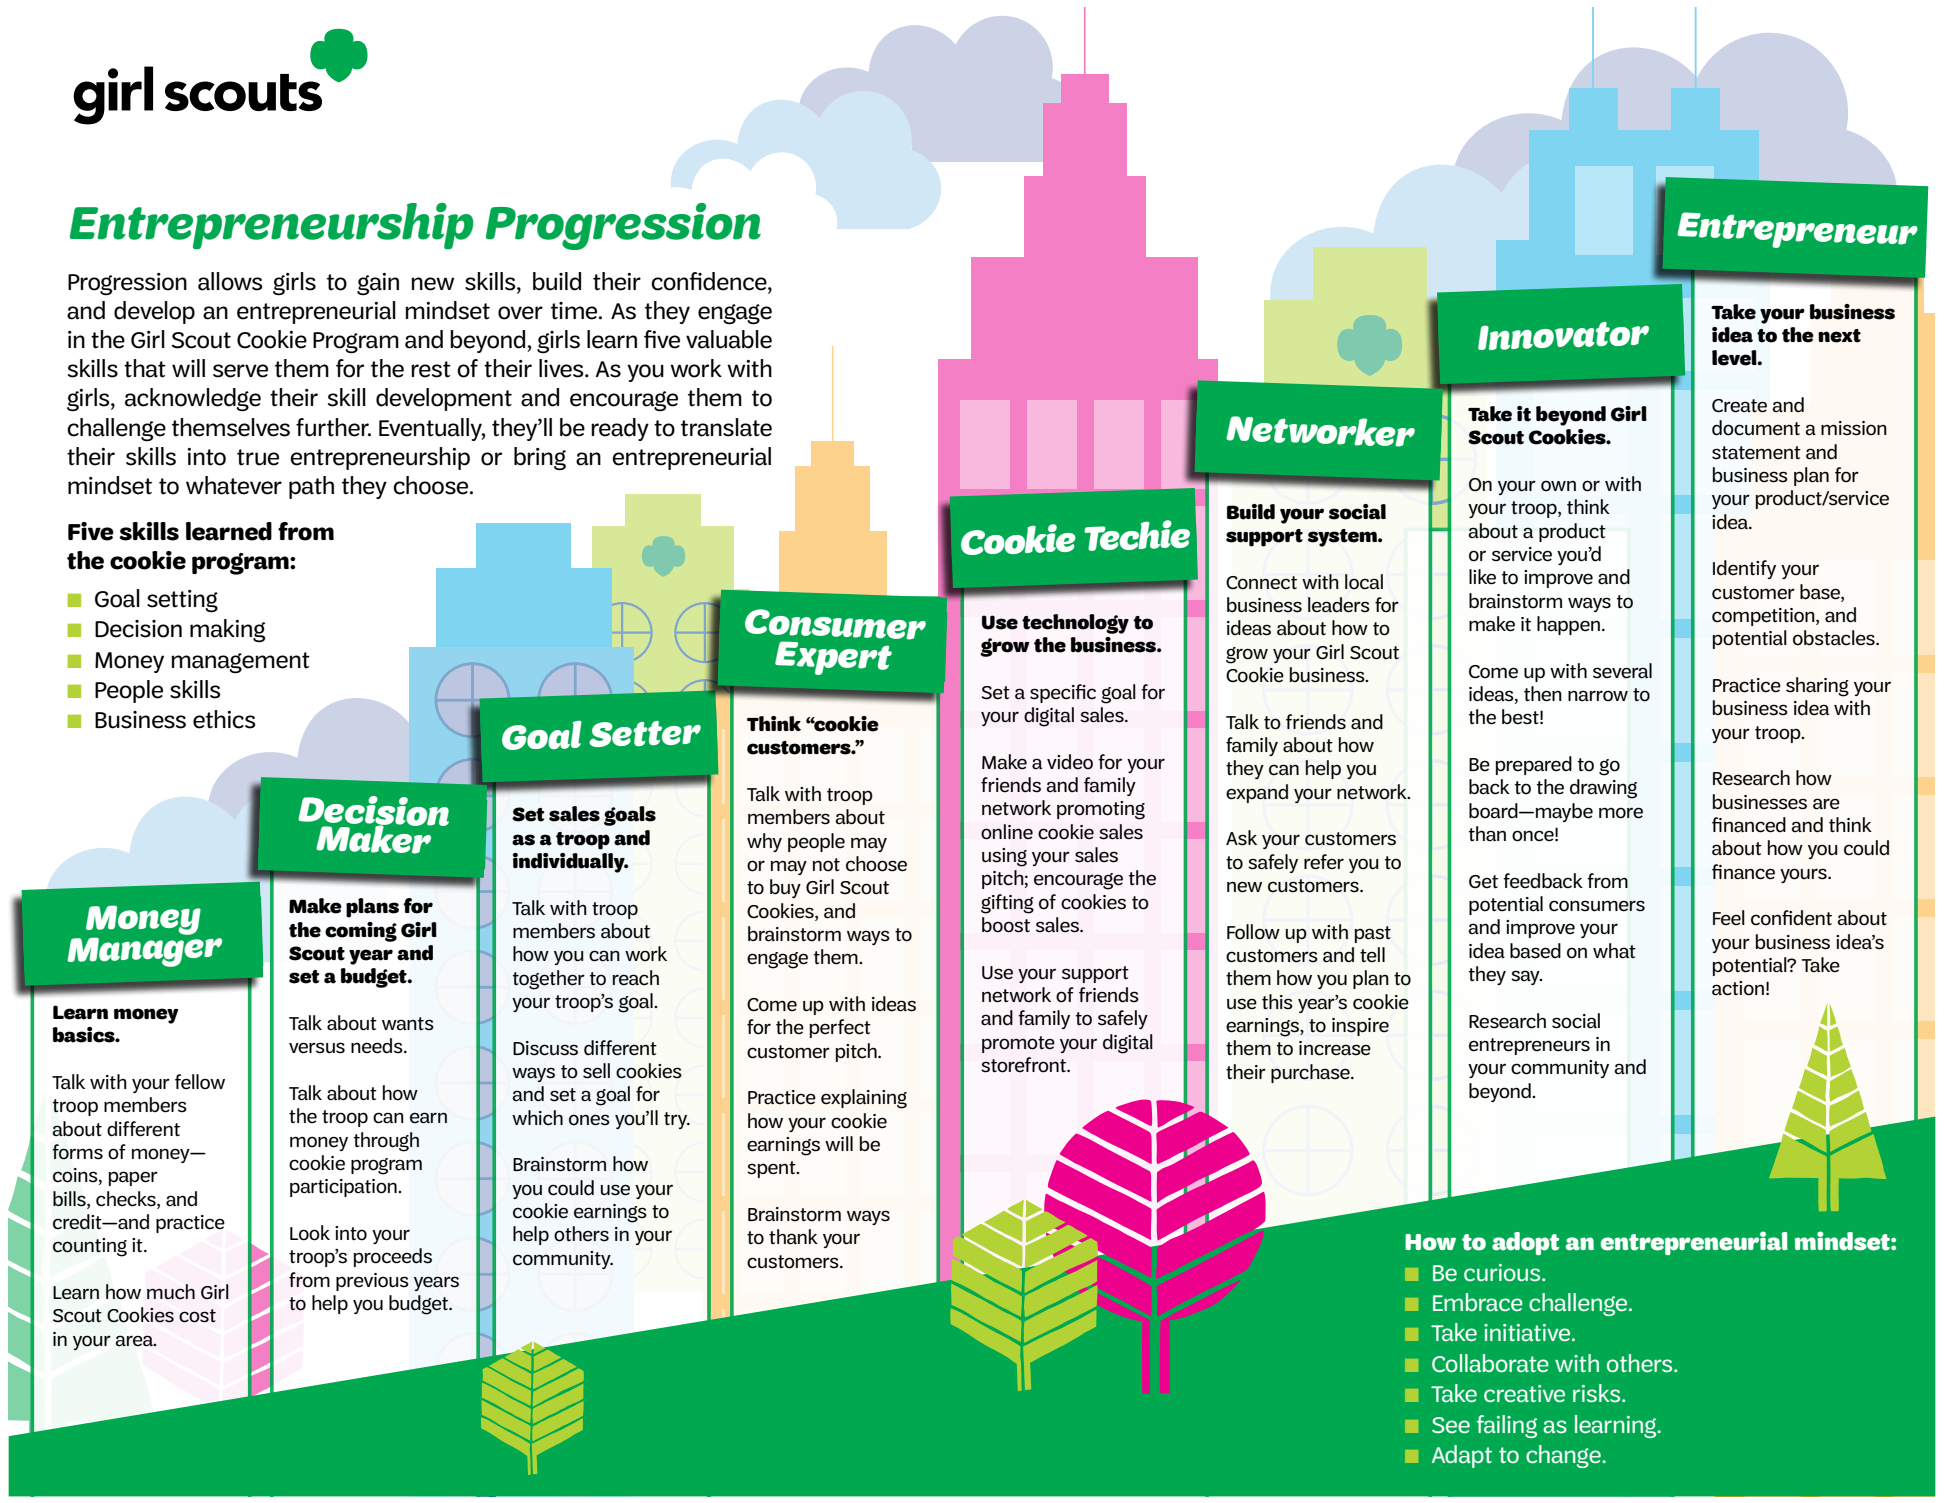 girl scouts
Entrepreneurship Progression
Progression allows girls to gain new skills, build their confidence,
and develop an entrepreneurial mindset over time. As they engage
in the Girl Scout Cookie Program and beyond, girls learn five valuable
skills that will serve them for the rest of their lives. As you work with
girls, acknowledge their skill development and encourage them to
challenge themselves further. Eventually, they’ll be ready to translate
their skills into true entrepreneurship or bring an entrepreneurial
mindset to whatever path they choose.
Five skills learned from
the cookie program:
Goal setting
Decision making
Money management
People skills
Business ethics
Money
Manager
Learn money
basics.
Talk with your fellow
troop members
about different
forms of money—
coins, paper
bills, checks, and
credit—and practice
counting it.
Learn how much Girl
Scout Cookies cost
in your area.
Decision
Maker
Make plans for
the coming Girl
Scout year and
set a budget.
Talk about wants
versus needs.
Talk about how
the troop can earn
money through
cookie program
participation.
Look into your
troop’s proceeds
from previous years
to help you budget.
Goal Setter
Set sales goals
as a troop and
individually.
Talk with troop
members about
how you can work
together to reach
your troop’s goal.
Discuss different
ways to sell cookies
and set a goal for
which ones you’ll try.
Brainstorm how
you could use your
cookie earnings to
help others in your
community.
Consumer
Expert
Think “cookie
customers.”
Talk with troop
members about
why people may
or may not choose
to buy Girl Scout
Cookies, and
brainstorm ways to
engage them.
Come up with ideas
for the perfect
customer pitch.
Practice explaining
how your cookie
earnings will be
spent.
Brainstorm ways
to thank your
customers.
Cookie Techie
Use technology to
grow the business.
Set a specific goal for
your digital sales.
Make a video for your
friends and family
network promoting
online cookie sales
using your sales
pitch; encourage the
gifting of cookies to
boost sales.
Use your support
network of friends
and family to safely
promote your digital
storefront.
Networker
Build your social
support system.
Connect with local
business leaders for
ideas about how to
grow your Girl Scout
Cookie business.
Talk to friends and
family about how
they can help you
expand your network.
Ask your customers
to safely refer you to
new customers.
Follow up with past
customers and tell
them how you plan to
use this year’s cookie
earnings, to inspire
them to increase
their purchase.
Innovator
Take it beyond Girl
Scout Cookies.
On your own or with
your troop, think
about a product
or service you’d
like to improve and
brainstorm ways to
make it happen.
Come up with several
ideas, then narrow to
the best!
Be prepared to go
back to the drawing
board—maybe more
than once!
Get feedback from
potential consumers
and improve your
idea based on what
they say.
Research social
entrepreneurs in
your community and
beyond.
Entrepreneur
Take your business
idea to the next
level.
Create and
document a mission
statement and
business plan for
your product/service
idea.
Identify your
customer base,
competition, and
potential obstacles.
Practice sharing your
business idea with
your troop.
Research how
businesses are
financed and think
about how you could
finance yours.
Feel confident about
your business idea’s
potential? Take
action!
How to adopt an entrepreneurial mindset:
Be curious.
Embrace challenge.
Take initiative.
Collaborate with others.
Take creative risks.
See failing as learning.
Adapt to change.